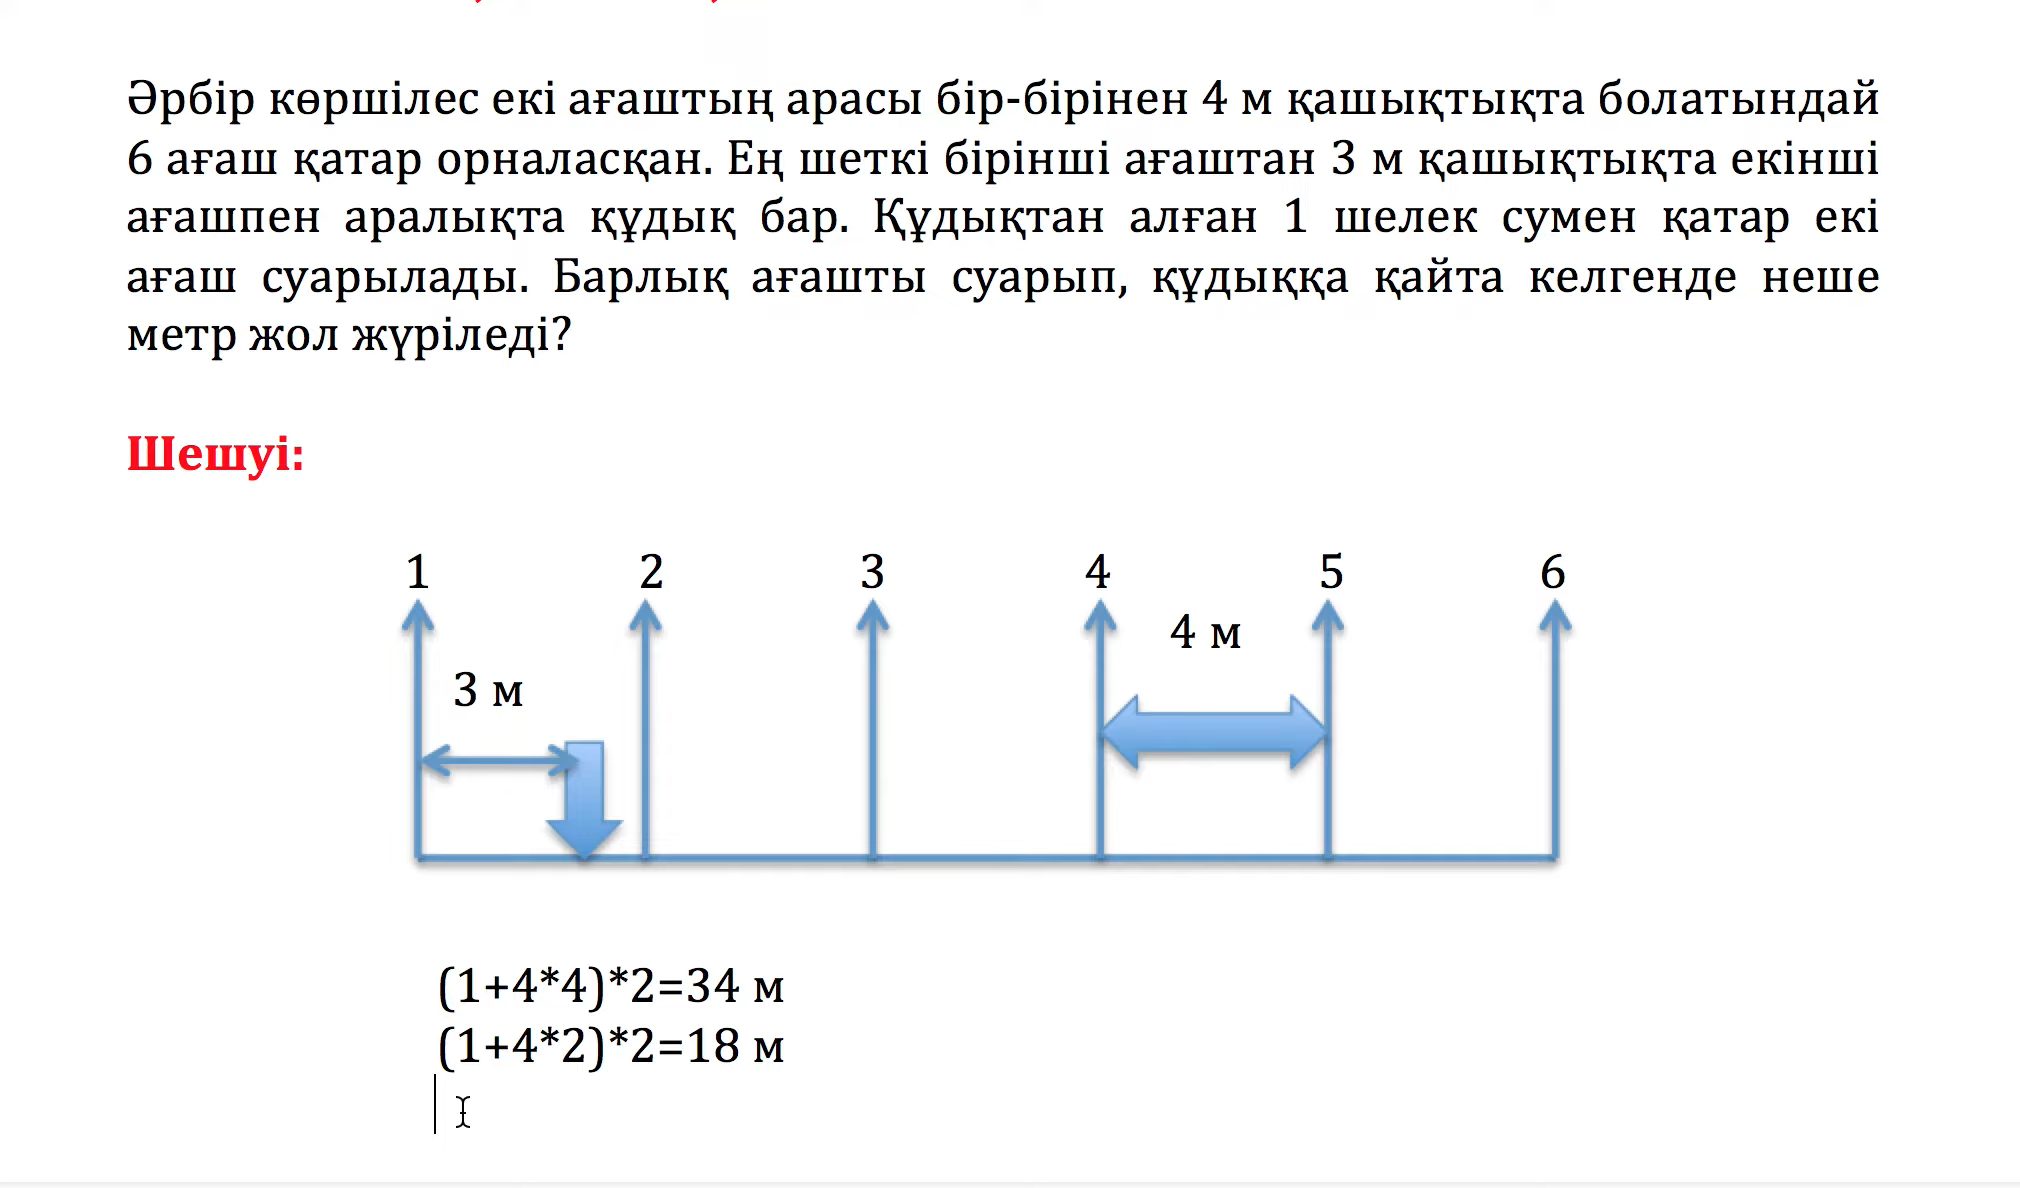 Әрбір көршілес екі ағаштың арасы бір-бірінен 4 м қашықтықта болатындай
6 ағаш қатар орналасқан. Ең шеткі бірінші ағаштан 3 м қашықтықта екінші
ағашпен аралықта құдық бар. Құдықтан алған 1 шелек сумен қатар екі
ағаш суарылады. Барлық ағашты суарып, құдыққа қайта келгенде неше
метр жол жүріледі?
Шешуі:
1 2 3 4 5 6
4 м
3 м
(1+4*4)*2=34 м
(1+4*2)*2=18 м